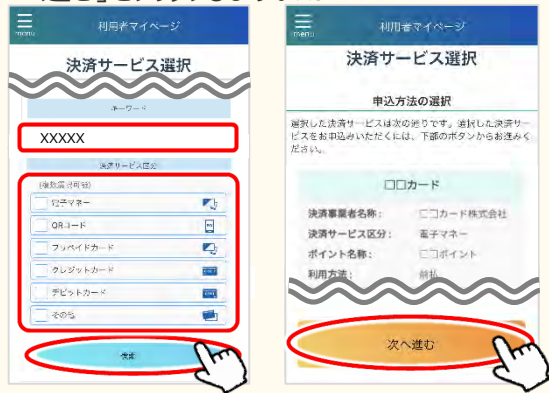 進む」を
menu
利用者マイページ
決済サービス選択
キーワード
XXXXX
決済サービス区分
(複数選択可能)
電子マネー
QRコード
プリペイドカード
クレジットカード
デビットカード
その他
検索
menu
利用者マイページ
決済サービス選択
申込方法の選択
選択した決済サービスは次の通りです。選択した決済サー
ビスをお申込みいただくには、下部のボタンからお進みく
ださい。
□□カード
決済事業者名称： □□カード株式会社
決済サービス区分： 電子マネー
ポイント名称： □□ポイント
利用方法： 前払
次へ進む